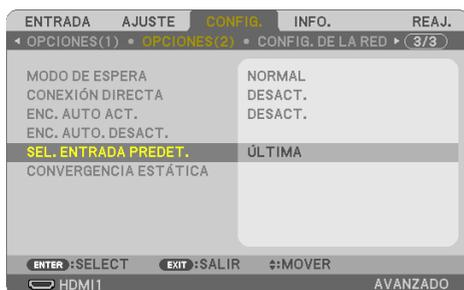 ENTRADA AJUSTE CONFIG. INFO. REAJ.
OPCIONES(1) • OPCIONES(2) • CONFIG. DE LA RED 3/3
MODO DE ESPERA NORMAL
CONEXIÓN DIRECTA DESACT.
ENC. AUTO ACT. DESACT.
ENC. AUTO. DESACT.
SEL. ENTRADA PREDET. ÚLTIMA
CONVERGENCIA ESTÁTICA
ENTER :SELECT EXIT :SALIR :MOVER
HDMI1 AVANZADO